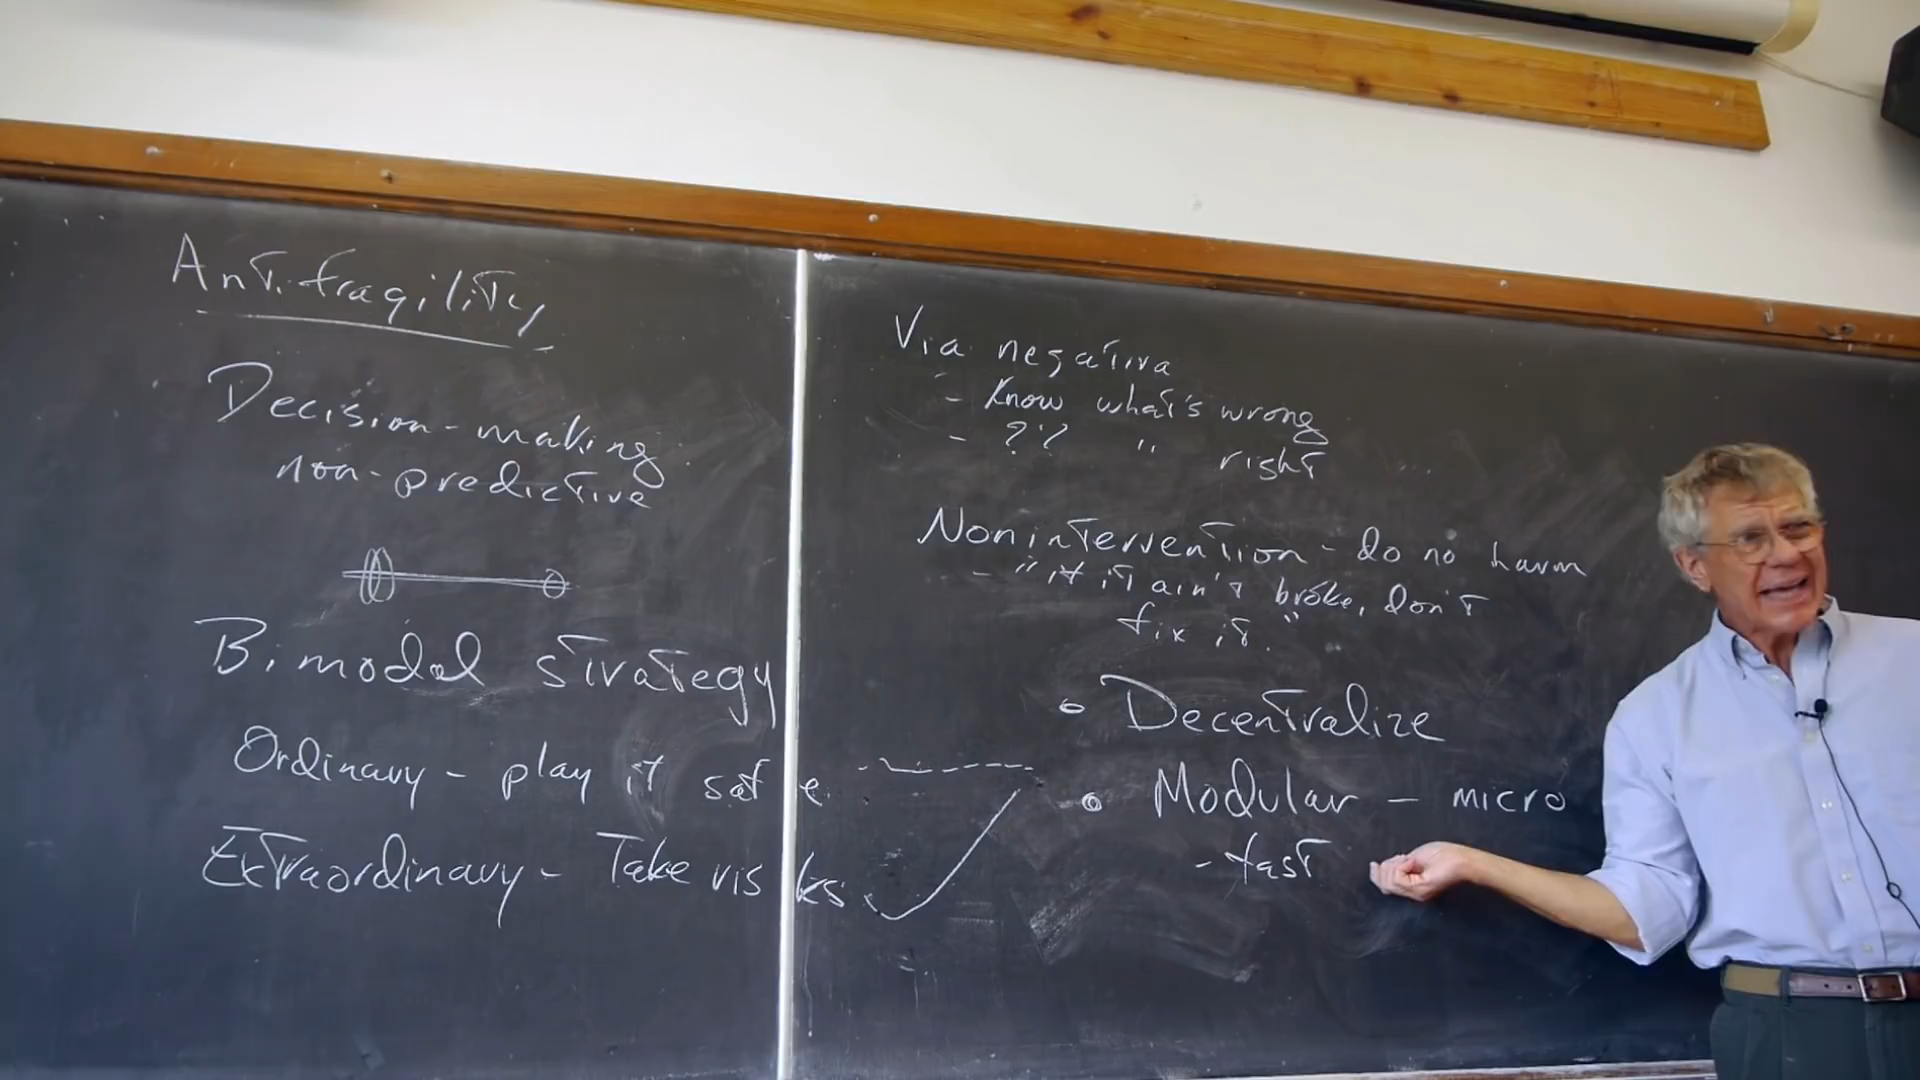 Antifragility
Decision-making
non-predictive
Bimodal strategy
Ordinary - play it safe
Extraordinary - Take risks
Via negativa
- Know what's wrong
- ?? " right
Nonintervention - do no harm
- "if it ain't broke, don't
fix it."
• Decentralize
• Modular - micro
- fast